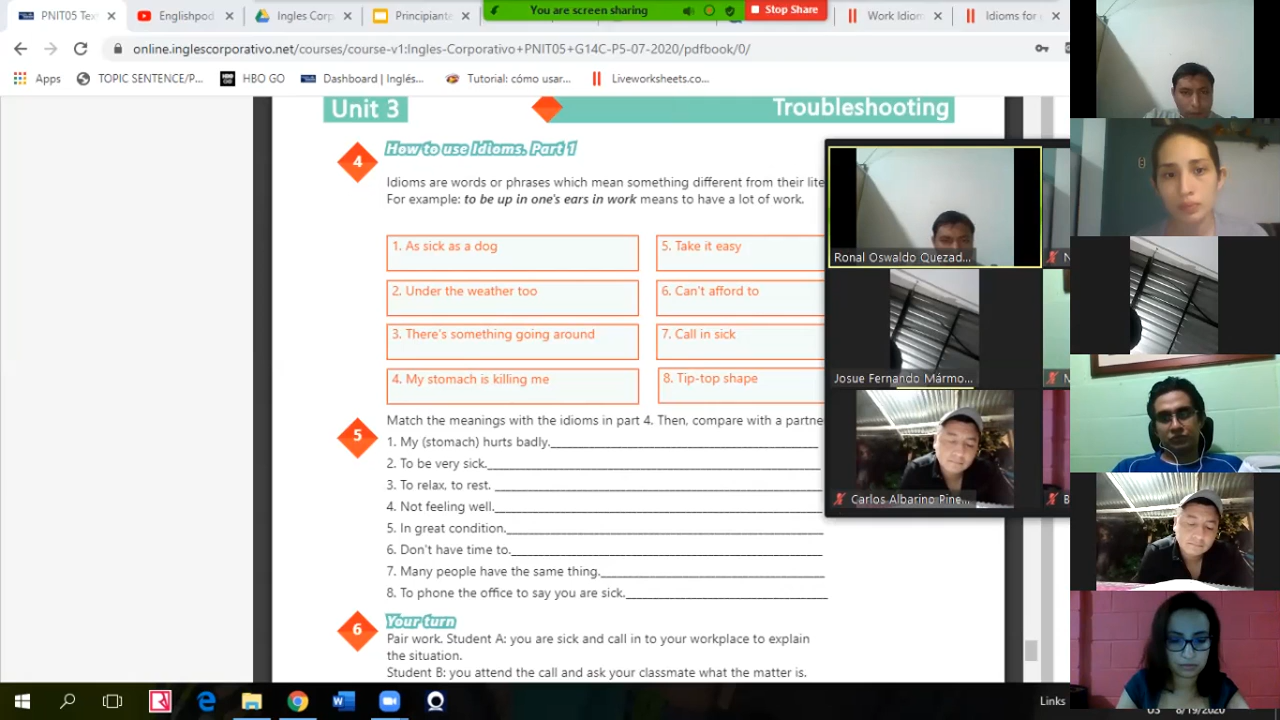 PNIT05 Tex
Englishpod
Ingles Corp
Principiante
You are screen sharing
Stop Share
Work Idiom
Idioms for
online.inglescorporativo.net/courses/course-v1:Ingles-Corporativo+PNIT05+G14C-P5-07-2020/pdfbook/0/
Apps
TOPIC SENTENCE/P...
HBO GO
Dashboard | Inglés...
Tutorial: cómo usar...
Liveworksheets.co...
Unit 3
Troubleshooting
4
How to use Idioms. Part 1
Idioms are words or phrases which mean something different from their lite
For example: to be up in one's ears in work means to have a lot of work.
1. As sick as a dog
5. Take it easy
2. Under the weather too
6. Can't afford to
3. There's something going around
7. Call in sick
4. My stomach is killing me
8. Tip-top shape
5
Match the meanings with the idioms in part 4. Then, compare with a partne
1. My (stomach) hurts badly.
2. To be very sick.
3. To relax, to rest.
4. Not feeling well.
5. In great condition.
6. Don't have time to.
7. Many people have the same thing.
8. To phone the office to say you are sick.
6
Your turn
Pair work. Student A: you are sick and call in to your workplace to explain
the situation.
Student B: you attend the call and ask your classmate what the matter is.
Ronal Oswaldo Quezad...
Josue Fernando Mármo...
Carlos Albarino Pine...
Links
8/19/2020